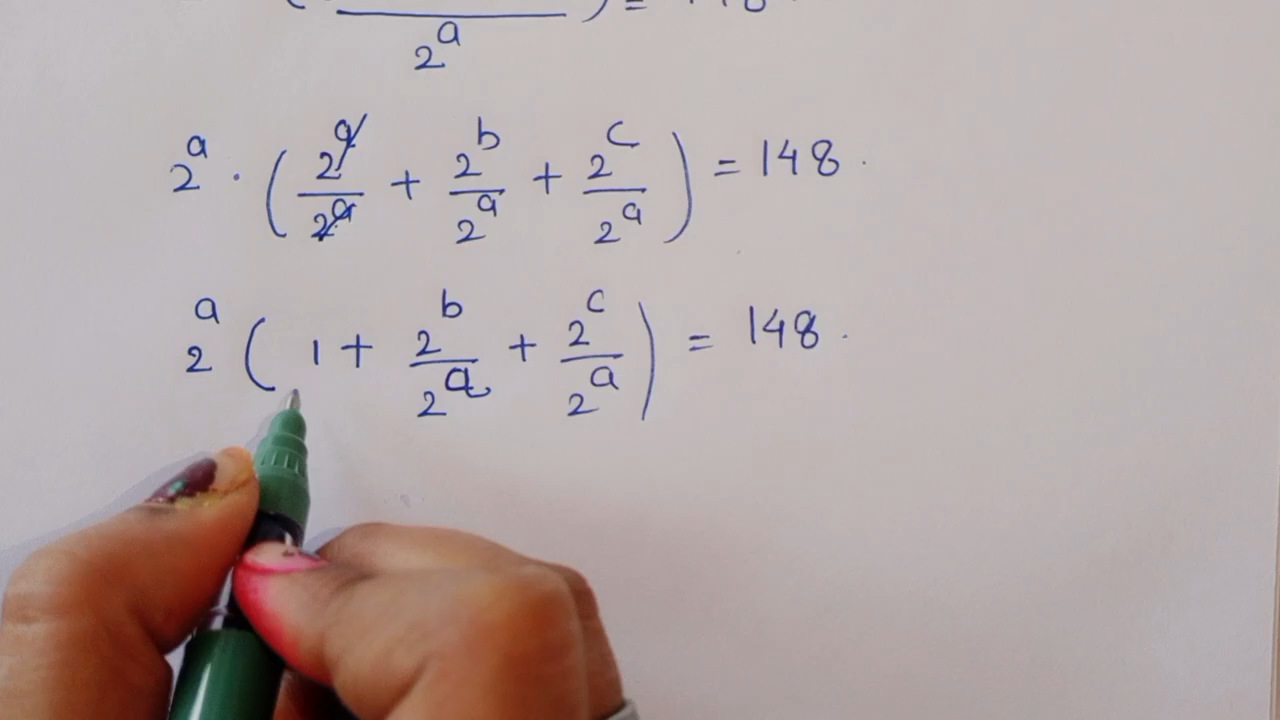 2^a
2^a · ( 2^a/2^a + 2^b/2^a + 2^c/2^a ) = 148 .
2^a ( 1 + 2^b/2^a + 2^c/2^a ) = 148 .